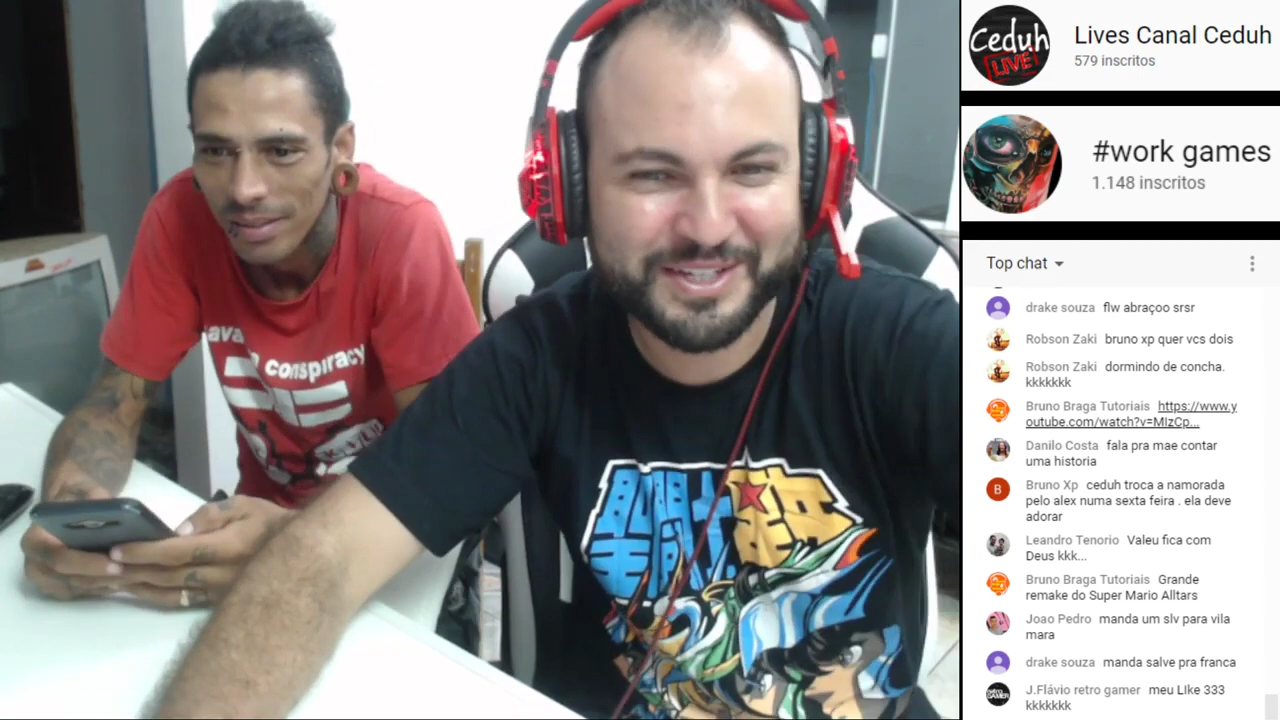 Ceduh
LIVE
Lives Canal Ceduh
579 inscritos
#work games
1.148 inscritos
Top chat
drake souza flw abraçoo srsr
Robson Zaki bruno xp quer vcs dois
Robson Zaki dormindo de concha.
kkkkkkk
Bruno Braga Tutoriais https://www.y
outube.com/watch?v=MIzCp...
Danilo Costa fala pra mae contar
uma historia
Bruno Xp ceduh troca a namorada
pelo alex numa sexta feira . ela deve
adorar
Leandro Tenorio Valeu fica com
Deus kkk...
Bruno Braga Tutoriais Grande
remake do Super Mario Alltars
Joao Pedro manda um slv para vila
mara
drake souza manda salve pra franca
J.Flávio retro gamer meu LIke 333
kkkkkkk
conspiracy